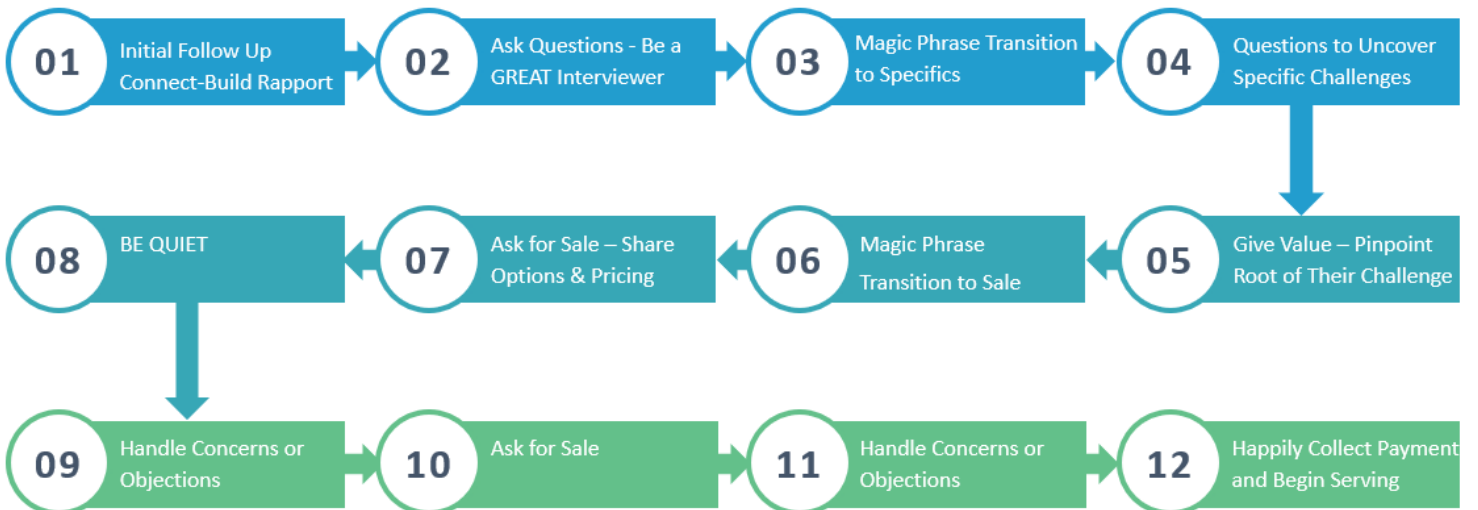 01
Initial Follow Up
Connect-Build Rapport
02
Ask Questions - Be a
GREAT Interviewer
03
Magic Phrase Transition
to Specifics
04
Questions to Uncover
Specific Challenges
05
Give Value – Pinpoint
Root of Their Challenge
06
Magic Phrase
Transition to Sale
07
Ask for Sale – Share
Options & Pricing
08
BE QUIET
09
Handle Concerns or
Objections
10
Ask for Sale
11
Handle Concerns or
Objections
12
Happily Collect Payment
and Begin Serving